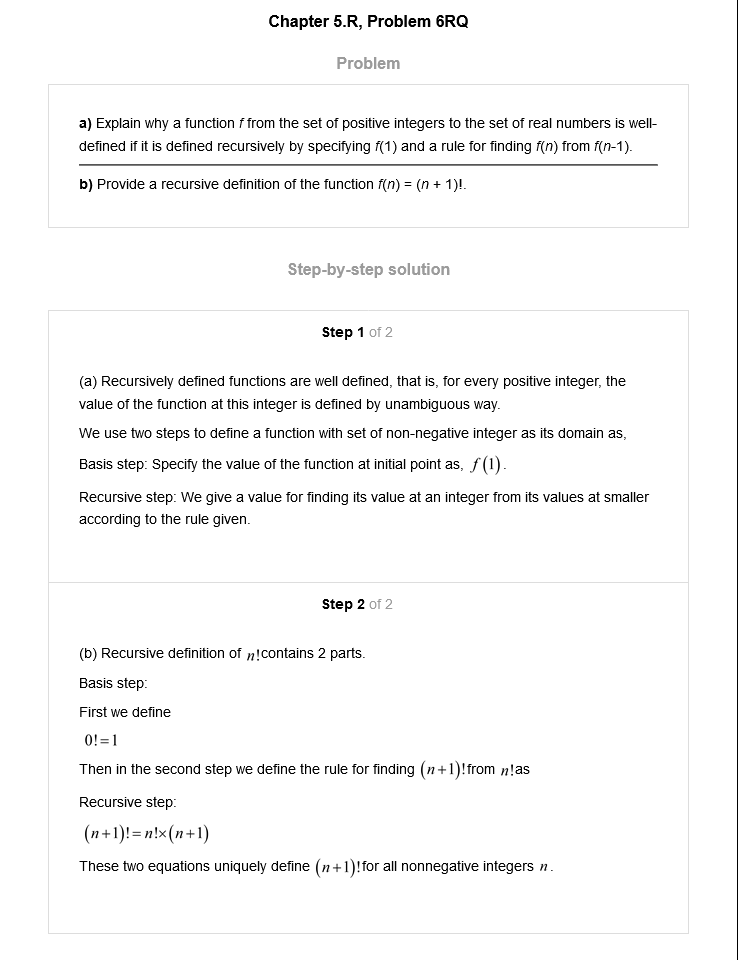 Chapter 5.R, Problem 6RQ
Problem
a) Explain why a function f from the set of positive integers to the set of real numbers is well-
defined if it is defined recursively by specifying f(1) and a rule for finding f(n) from f(n-1).
b) Provide a recursive definition of the function f(n) = (n + 1)!.
Step-by-step solution
Step 1 of 2
(a) Recursively defined functions are well defined, that is, for every positive integer, the
value of the function at this integer is defined by unambiguous way.
We use two steps to define a function with set of non-negative integer as its domain as,
Basis step: Specify the value of the function at initial point as, f(1).
Recursive step: We give a value for finding its value at an integer from its values at smaller
according to the rule given.
Step 2 of 2
(b) Recursive definition of n! contains 2 parts.
Basis step:
First we define
0!=1
Then in the second step we define the rule for finding (n+1)! from n! as
Recursive step:
(n+1)!=n!×(n+1)
These two equations uniquely define (n+1)! for all nonnegative integers n.